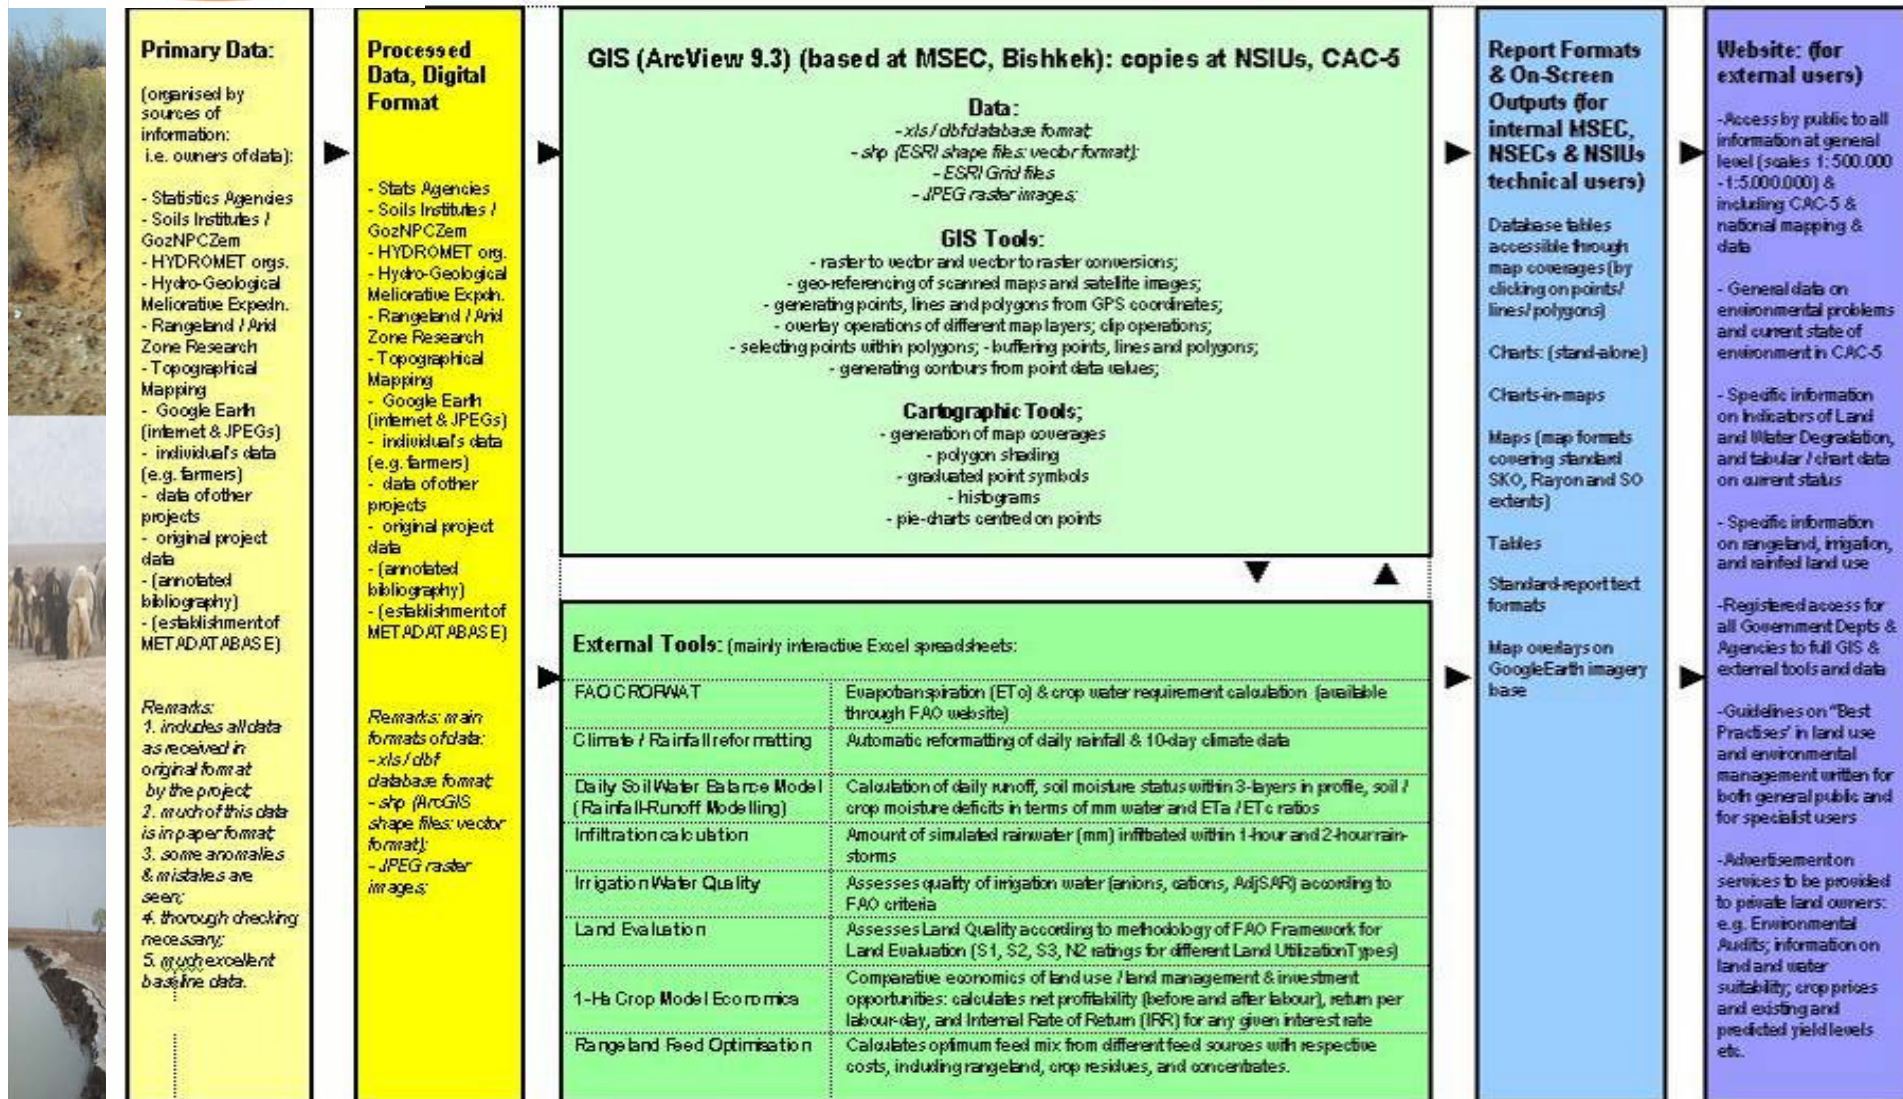 Primary Data:
(organised by
sources of
information:
i.e. owners of data):
- Statistics Agencies
- Soils Institutes /
GozNPCZem
- HYDROMET orgs.
- Hydro-Geological
Meliorative Expedn.
- Rangeland / Arid
Zone Research
- Topographical
Mapping
- Google Earth
(internet & JPEGs)
- individual's data
(e.g. farmers)
- data of other
projects
- original project
data
- (annotated
bibliography)
- (establishment of
METADATABASE)
Remarks:
1. includes all data
as received in
original format
by the project;
2. much of this data
is in paper format;
3. some anomalies
& mistakes are
seen;
4. thorough checking
necessary;
5. much excellent
baseline data.
Processed
Data, Digital
Format
- Stats Agencies
- Soils Institutes /
GozNPCZem
- HYDROMET org.
- Hydro-Geological
Meliorative Expdn.
- Rangeland / Arid
Zone Research
- Topographical
Mapping
- Google Earth
(internet & JPEGs)
- individual's data
(e.g. farmers)
- data of other
projects
- original project
data
- (annotated
bibliography)
- (establishment of
METADATABASE)
Remarks: main
formats of data:
- xls / dbf
database format;
- shp (ArcGIS
shape files: vector
format);
- JPEG raster
images;
GIS (ArcView 9.3) (based at MSEC, Bishkek): copies at NSIUs, CAC-5
Data:
- xls / dbfdatabase format;
- shp (ESRI shape files: vector format);
- ESRI Grid files
- JPEG raster images;
GIS Tools:
- raster to vector and vector to raster conversions;
- geo-referencing of scanned maps and satellite images;
- generating points, lines and polygons from GPS coordinates;
- overlay operations of different map layers; clip operations;
- selecting points within polygons; - buffering points, lines and polygons;
- generating contours from point data values;
Cartographic Tools;
- generation of map coverages
- polygon shading
- graduated point symbols
- histograms
- pie-charts centred on points
External Tools: (mainly interactive Excel spreadsheets:
FAO CROPWAT
Evapotranspiration (ETo) & crop water requirement calculation (available
through FAO website)
Climate / Rainfall reformatting
Automatic reformatting of daily rainfall & 10-day climate data
Daily Soil Water Balance Model
(Rainfall-Runoff Modelling)
Calculation of daily runoff, soil moisture status within 3-layers in profile, soil /
crop moisture deficits in terms of mm water and ETa / ETc ratios
Infiltration calculation
Amount of simulated rainwater (mm) infiltrated within 1-hour and 2-hour rain-
storms
Irrigation Water Quality
Assesses quality of irrigation water (anions, cations, AdjSAR) according to
FAO criteria
Land Evaluation
Assesses Land Quality according to methodology of FAO Framework for
Land Evaluation (S1, S2, S3, N2 ratings for different Land Utilization Types)
1-Ha Crop Model Economics
Comparative economics of land use / land management & investment
opportunities: calculates net profitability (before and after labour), return per
labour-day, and Internal Rate of Return (IRR) for any given interest rate
Rangeland Feed Optimisation
Calculates optimum feed mix from different feed sources with respective
costs, including rangeland, crop residues, and concentrates.
Report Formats
& On-Screen
Outputs (for
internal MSEC,
NSECs & NSIUs
technical users)
Database tables
accessible through
map coverages (by
clicking on points/
lines/ polygons)
Charts: (stand-alone)
Charts-in-maps
Maps (map formats
covering standard
SKO, Rayon and SO
extents)
Tables
Standard-report text
formats
Map overlays on
GoogleEarth imagery
base
Website: (for
external users)
-Access by public to all
information at general
level (scales 1:500.000
-1:5.000.000) &
including CAC-5 &
national mapping &
data
- General data on
environmental problems
and current state of
environment in CAC-5
- Specific information
on Indicators of Land
and Water Degradation,
and tabular / chart data
on current status
- Specific information
on rangeland, irrigation,
and rainfed land use
-Registered access for
all Government Depts &
Agencies to full GIS &
external tools and data
-Guidelines on "Best
Practises' in land use
and environmental
management written for
both general public and
for specialist users
-Advertisement on
services to be provided
to private land owners:
e.g. Environmental
Audits; information on
land and water
suitability; crop prices
and existing and
predicted yield levels
etc.